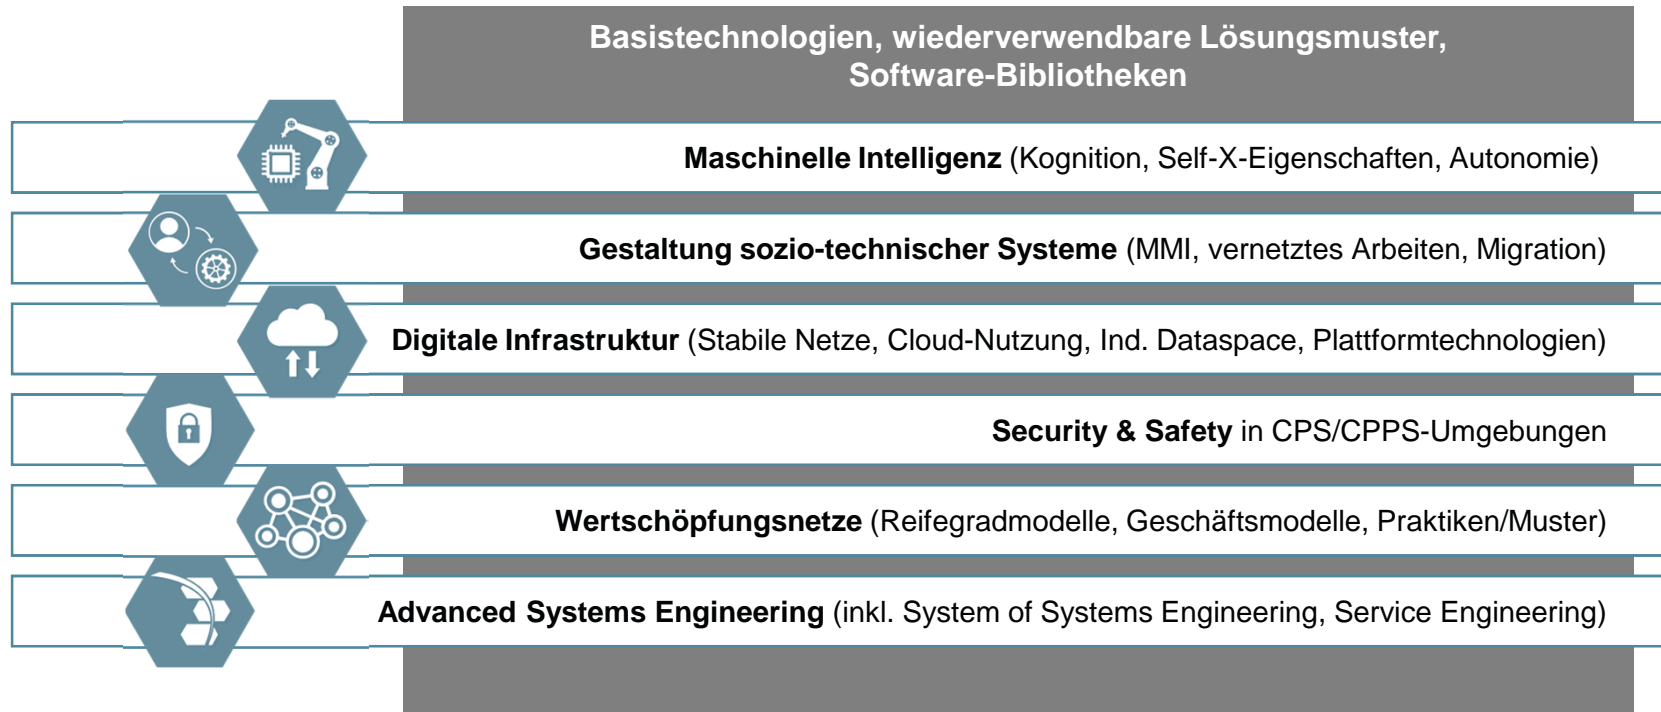 Basistechnologien, wiederverwendbare Lösungsmuster,
Software-Bibliotheken
Maschinelle Intelligenz (Kognition, Self-X-Eigenschaften, Autonomie)
Gestaltung sozio-technischer Systeme (MMI, vernetztes Arbeiten, Migration)
Digitale Infrastruktur (Stabile Netze, Cloud-Nutzung, Ind. Dataspace, Plattformtechnologien)
Security & Safety in CPS/CPPS-Umgebungen
Wertschöpfungsnetze (Reifegradmodelle, Geschäftsmodelle, Praktiken/Muster)
Advanced Systems Engineering (inkl. System of Systems Engineering, Service Engineering)